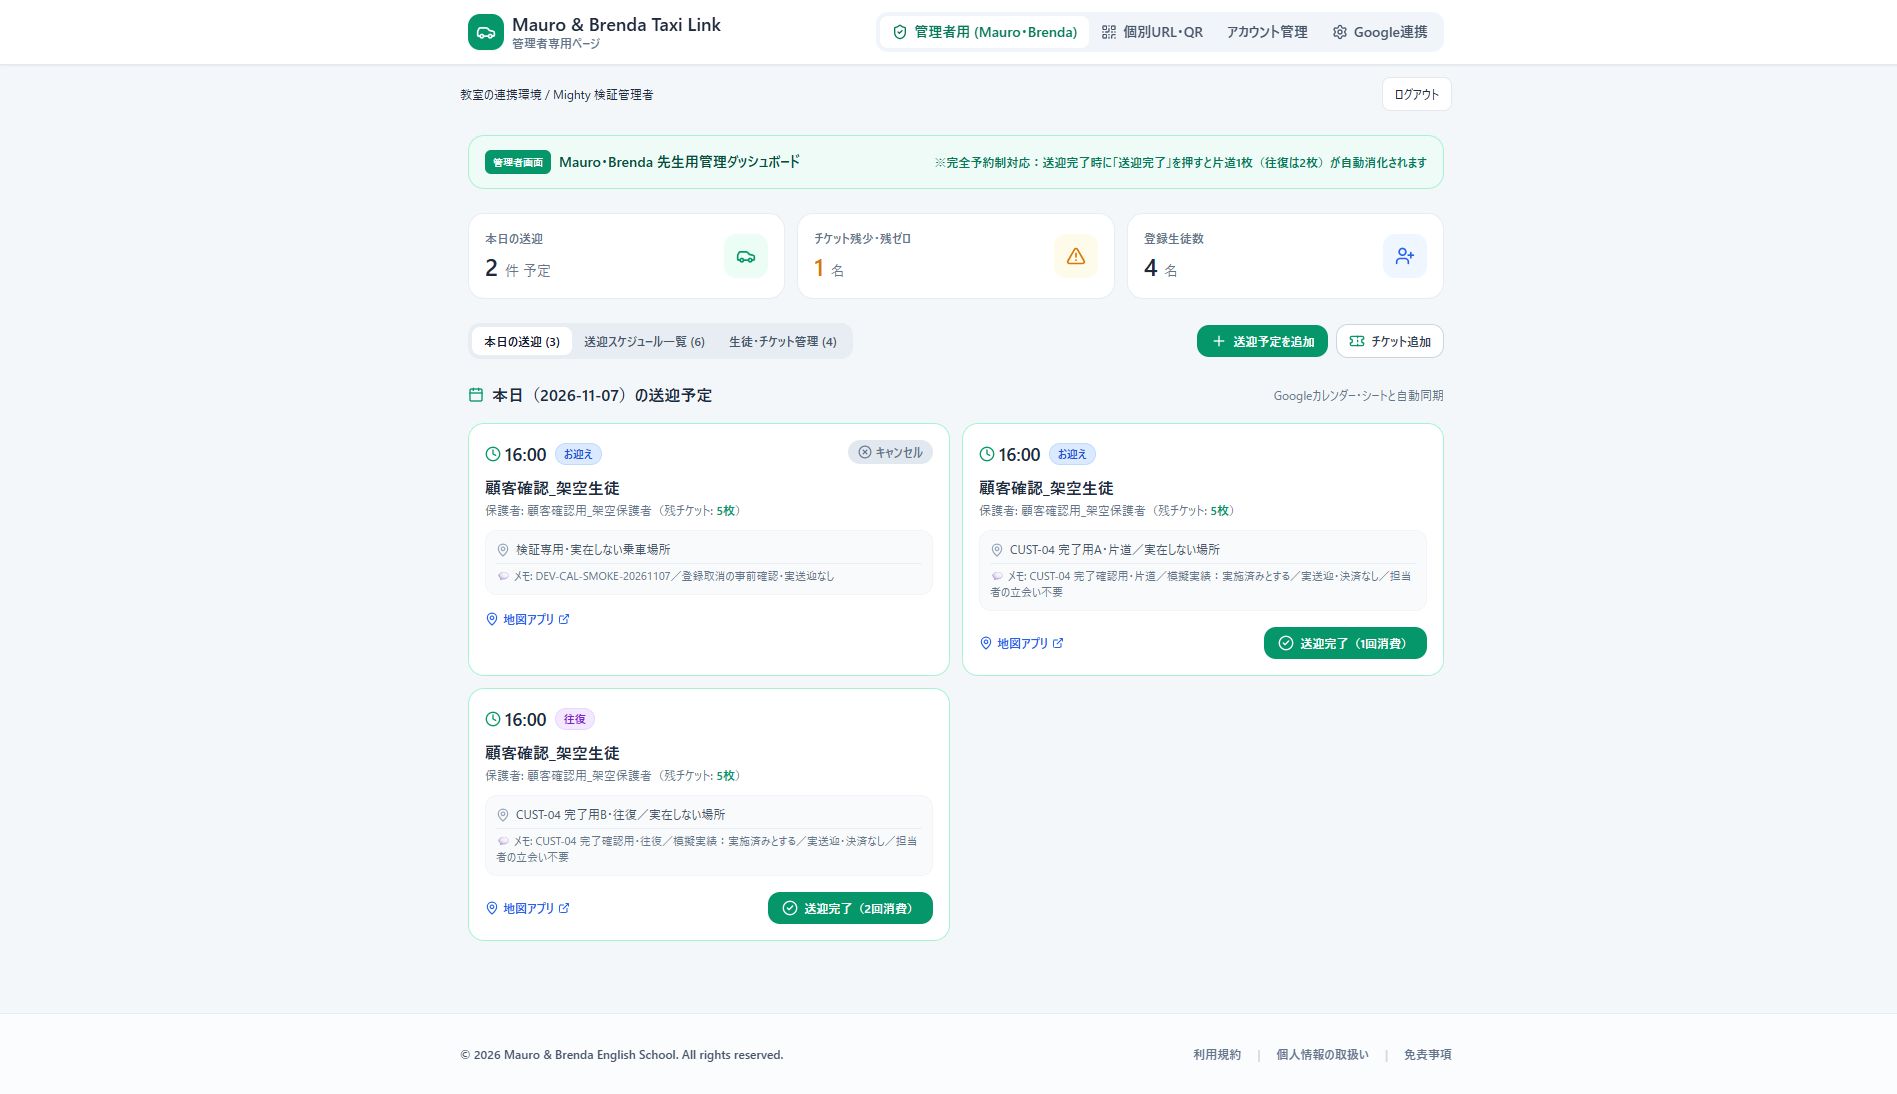 Mauro & Brenda Taxi Link
管理者専用ページ
管理者用 (Mauro・Brenda)
個別URL・QR
アカウント管理
Google連携
教室の連携環境 / Mighty 検証管理者
ログアウト
管理者画面
Mauro・Brenda 先生用管理ダッシュボード
※完全予約制対応：送迎完了時に「送迎完了」を押すと片道1枚（往復は2枚）が自動消化されます
本日の送迎
2 件 予定
チケット残少・残ゼロ
1 名
登録生徒数
4 名
本日の送迎 (3)
送迎スケジュール一覧 (6)
生徒・チケット管理 (4)
送迎予定を追加
チケット追加
本日（2026-11-07）の送迎予定
Googleカレンダー・シートと自動同期
16:00 お迎え
キャンセル
顧客確認_架空生徒
保護者: 顧客確認用_架空保護者（残チケット: 5枚）
検証専用・実在しない乗車場所
メモ: DEV-CAL-SMOKE-20261107／登録取消の事前確認・実送迎なし
地図アプリ
16:00 お迎え
顧客確認_架空生徒
保護者: 顧客確認用_架空保護者（残チケット: 5枚）
CUST-04 完了用A・片道／実在しない場所
メモ: CUST-04 完了確認用・片道／模擬実績：実施済みとする／実送迎・決済なし／担当
者の立会い不要
地図アプリ
送迎完了（1回消費）
16:00 往復
顧客確認_架空生徒
保護者: 顧客確認用_架空保護者（残チケット: 5枚）
CUST-04 完了用B・往復／実在しない場所
メモ: CUST-04 完了確認用・往復／模擬実績：実施済みとする／実送迎・決済なし／担当
者の立会い不要
地図アプリ
送迎完了（2回消費）
© 2026 Mauro & Brenda English School. All rights reserved.
利用規約 | 個人情報の取扱い | 免責事項